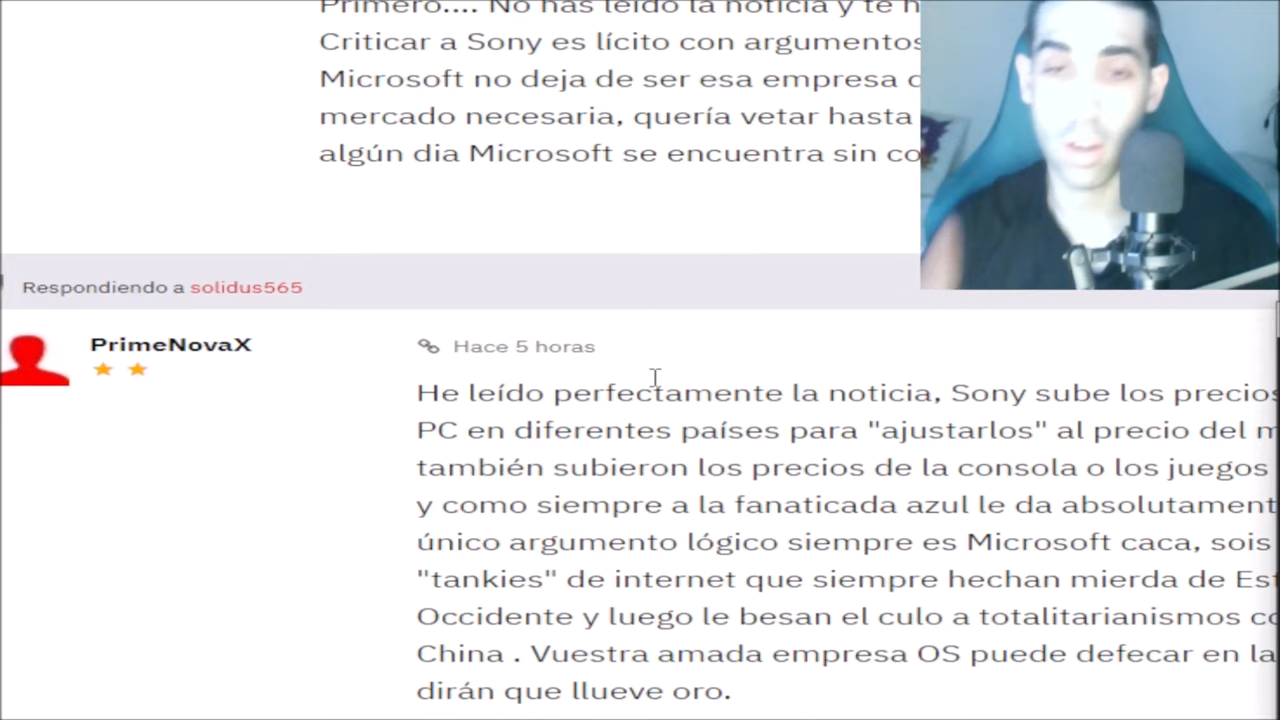 Primero.... No has leído la noticia y te h
Criticar a Sony es lícito con argumentos
Microsoft no deja de ser esa empresa
mercado necesaria, quería vetar hasta
algún dia Microsoft se encuentra sin co
Respondiendo a solidus565
PrimeNovaX
Hace 5 horas
He leído perfectamente la noticia, Sony sube los precios
PC en diferentes países para "ajustarlos" al precio del m
también subieron los precios de la consola o los juegos
y como siempre a la fanaticada azul le da absolutament
único argumento lógico siempre es Microsoft caca, sois
"tankies" de internet que siempre hechan mierda de Est
Occidente y luego le besan el culo a totalitarianismos co
China . Vuestra amada empresa OS puede defecar en la
dirán que llueve oro.